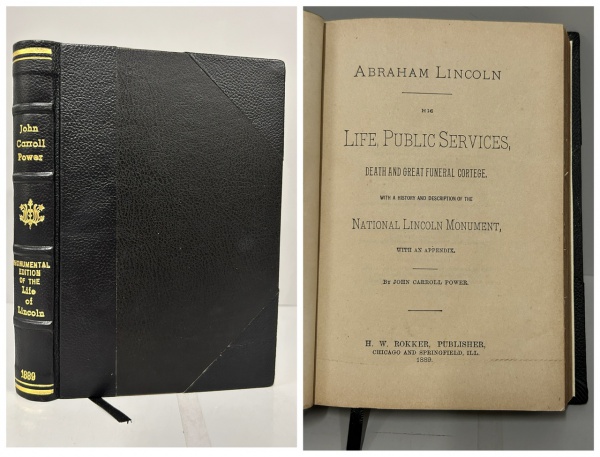 John
Carroll
Power
MONUMENTAL
EDITION
OF THE
Life
of
Lincoln
1889
ABRAHAM LINCOLN
HIS
LIFE, PUBLIC SERVICES,
DEATH AND GREAT FUNERAL CORTEGE,
WITH A HISTORY AND DESCRIPTION OF THE
NATIONAL LINCOLN MONUMENT,
WITH AN APPENDIX.
BY JOHN CARROLL POWER.
H. W. ROKKER, PUBLISHER,
CHICAGO AND SPRINGFIELD, ILL.
1889.